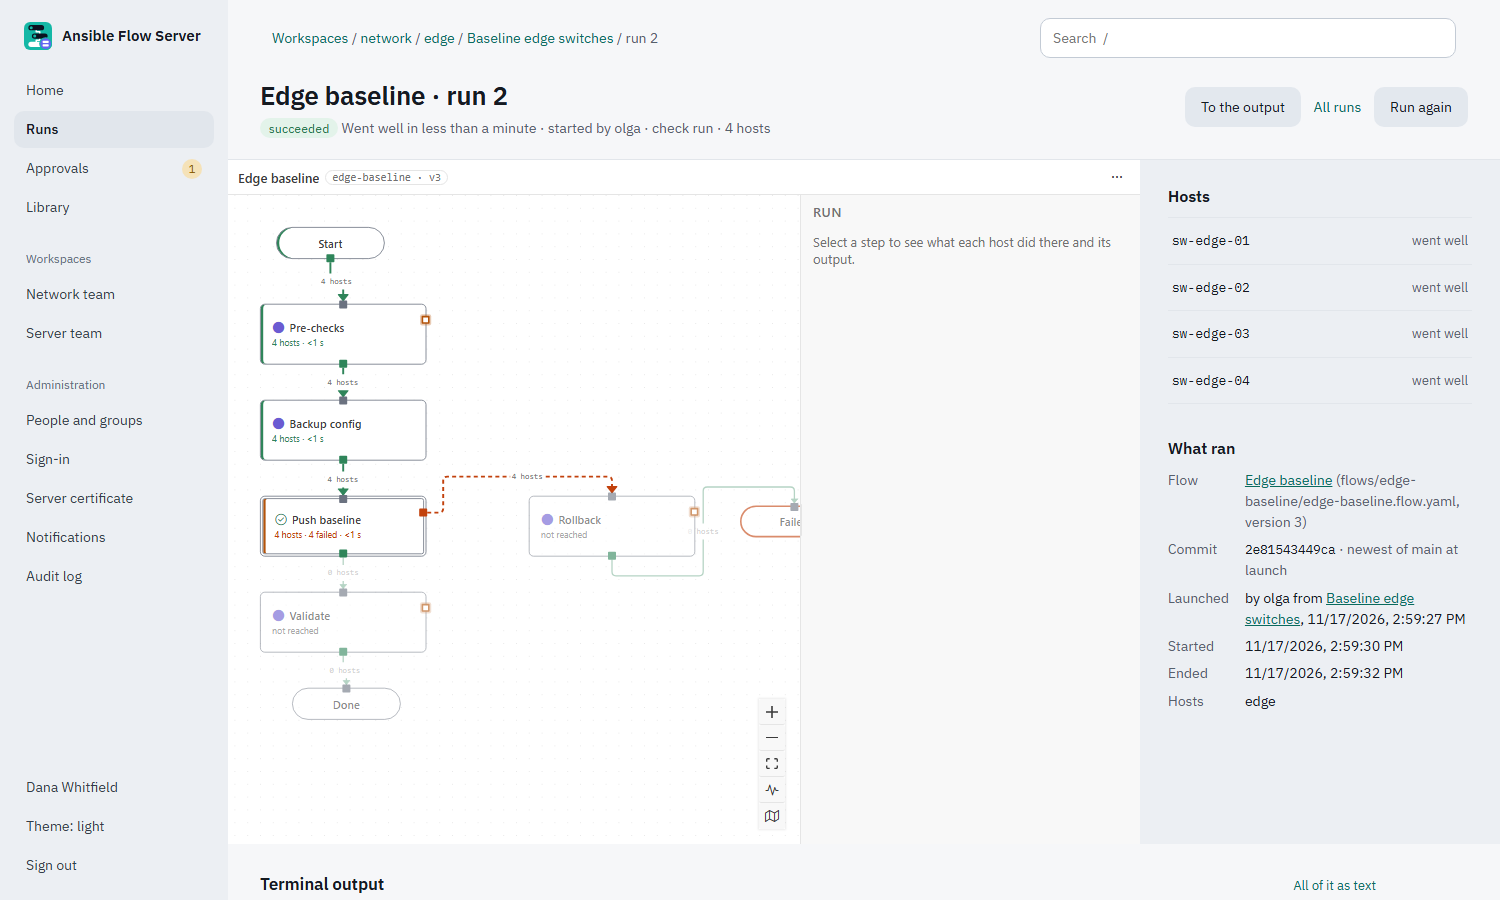 Ansible Flow Server
Home
Runs
Approvals 1
Library
Workspaces
Network team
Server team
Administration
People and groups
Sign-in
Server certificate
Notifications
Audit log
Dana Whitfield
Theme: light
Sign out
Workspaces / network / edge / Baseline edge switches / run 2
Search /
Edge baseline · run 2
succeeded Went well in less than a minute · started by olga · check run · 4 hosts
To the output All runs Run again
Edge baseline edge-baseline · v3 ···
Start
4 hosts
Pre-checks
4 hosts · <1 s
4 hosts
Backup config
4 hosts · <1 s
4 hosts
4 hosts
Push baseline
4 hosts · 4 failed · <1 s
Rollback
not reached
0 hosts
Faile
0 hosts
Validate
not reached
0 hosts
Done
RUN
Select a step to see what each host did there and its
output.
Hosts
sw-edge-01 went well
sw-edge-02 went well
sw-edge-03 went well
sw-edge-04 went well
What ran
Flow Edge baseline (flows/edge-
baseline/edge-baseline.flow.yaml,
version 3)
Commit 2e81543449ca · newest of main at
launch
Launched by olga from Baseline edge
switches, 11/17/2026, 2:59:27 PM
Started 11/17/2026, 2:59:30 PM
Ended 11/17/2026, 2:59:32 PM
Hosts edge
Terminal output
All of it as text